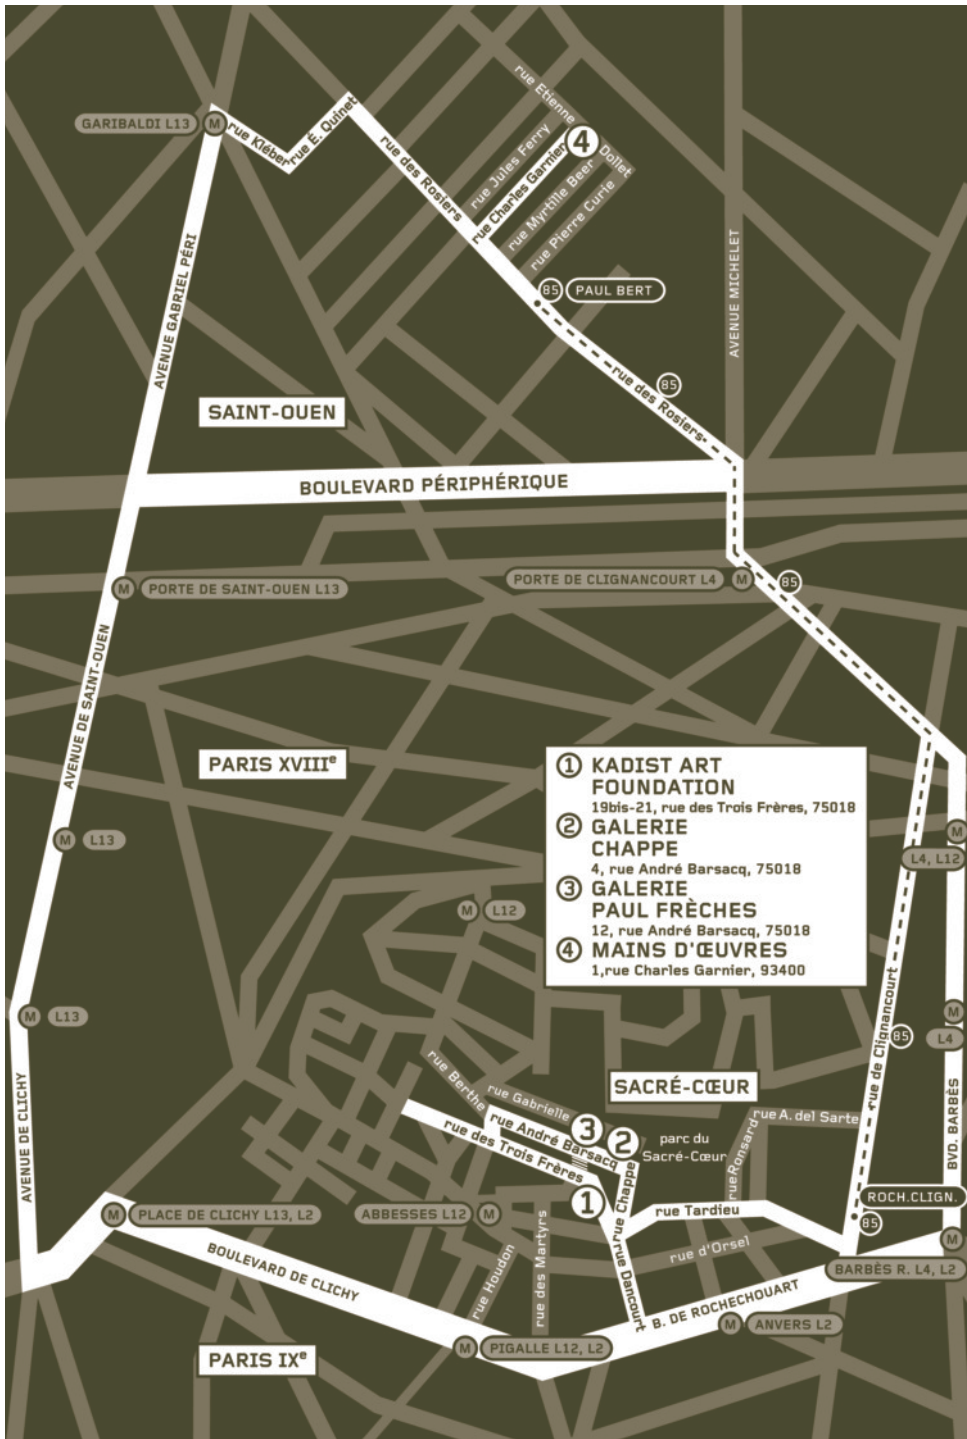 rue Etienne
Dollet
GARIBALDI L13
M
rue Kléber
rue É. Quinet
rue des Rosiers
rue Jules Ferry
rue Charles Garnier
4
rue Myrtille Beer
rue Pierre Curie
AVENUE MICHELET
AVENUE GABRIEL PÉRI
85
PAUL BERT
85
rue des Rosiers
SAINT-OUEN
BOULEVARD PÉRIPHÉRIQUE
M
PORTE DE SAINT-OUEN L13
PORTE DE CLIGNANCOURT L4
M
85
AVENUE DE SAINT-OUEN
PARIS XVIIIe
1 KADIST ART
FOUNDATION
19bis-21, rue des Trois Frères, 75018
2 GALERIE
CHAPPE
4, rue André Barsacq, 75018
3 GALERIE
PAUL FRÈCHES
12, rue André Barsacq, 75018
4 MAINS D'ŒUVRES
1,rue Charles Garnier, 93400
M
L13
M
L4, L12
M
L12
M
L13
M
L4
85
rue de Clignancourt
BVD. BARBÈS
AVENUE DE CLICHY
SACRÉ-CŒUR
rue Berthe
rue Gabrielle
rue André Barsacq
rue des Trois Frères
3
2
1
parc du
Sacré-Cœur
rue A. del Sarte
rue Ronsard
rue Chappe
rue Tardieu
ROCH.CLIGN.
85
M
PLACE DE CLICHY L13, L2
ABBESSES L12
M
rue des Martyrs
rue Houdon
rue Dancourt
rue d'Orsel
M
BARBÈS R. L4, L2
BOULEVARD DE CLICHY
B. DE ROCHECHOUART
M
ANVERS L2
M
PIGALLE L12, L2
PARIS IXe